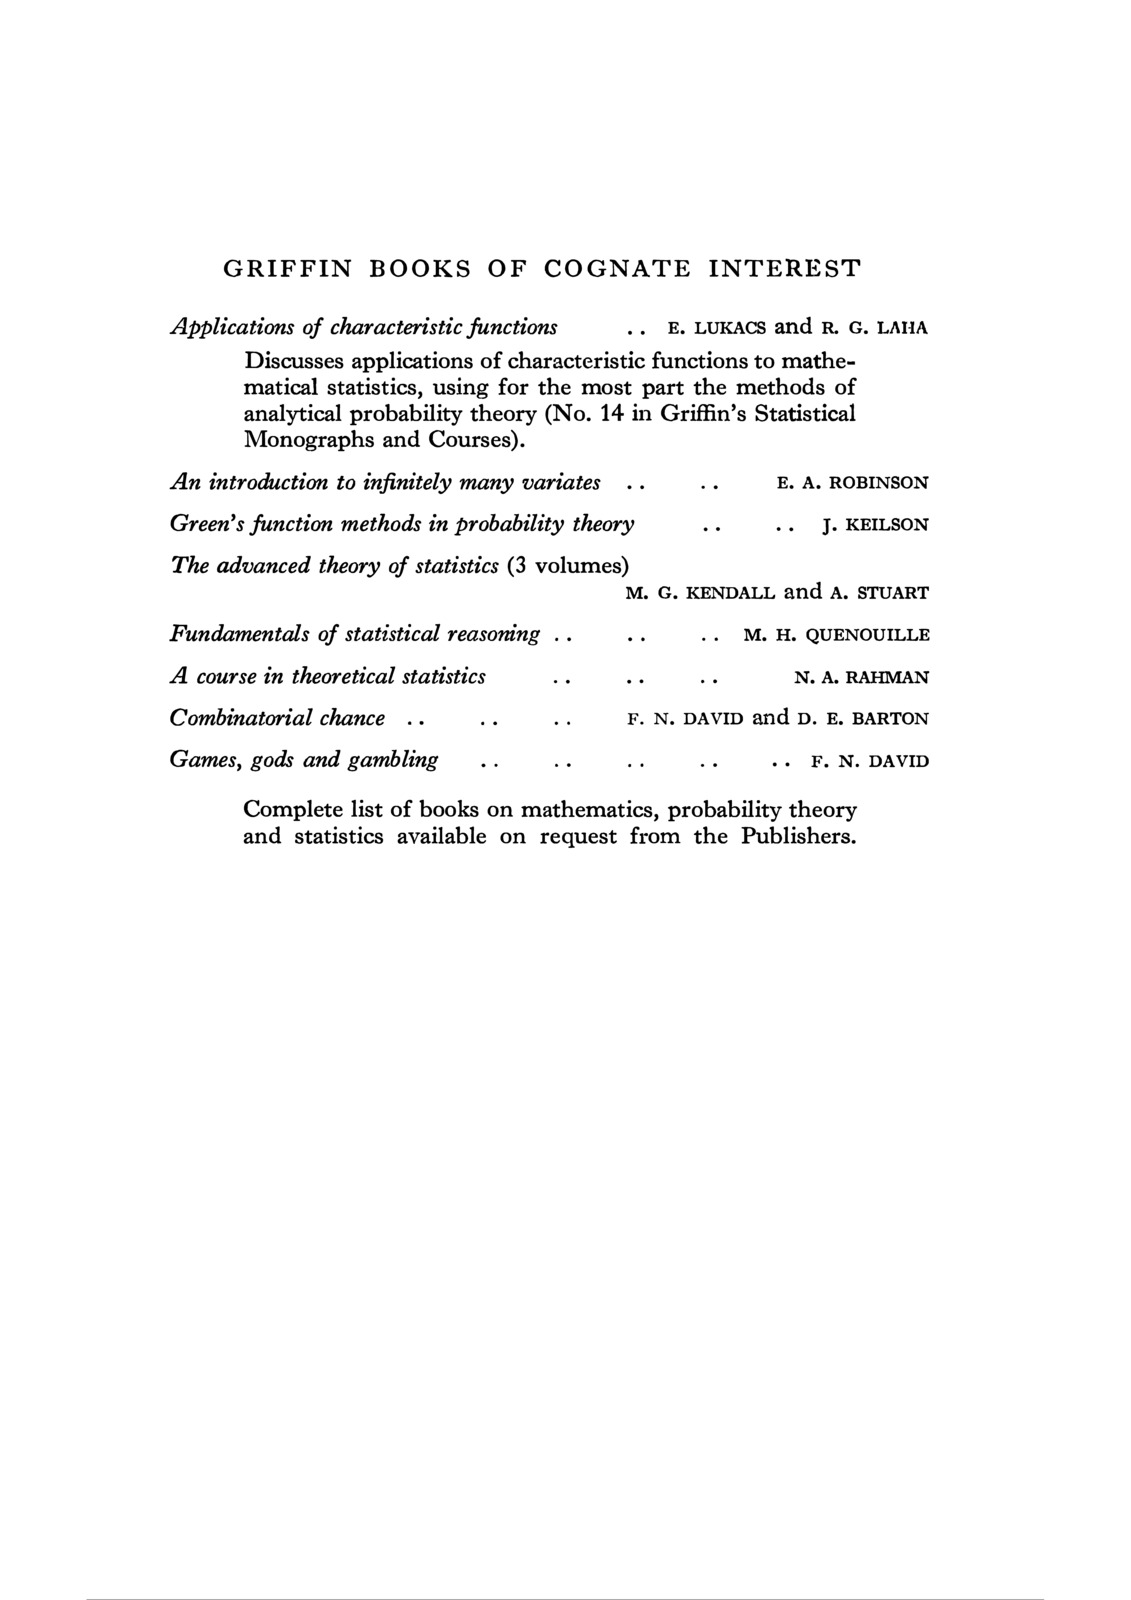 GRIFFIN BOOKS OF COGNATE INTEREST
Applications of characteristic functions .. E. LUKACS and R. G. LAHA
Discusses applications of characteristic functions to mathe-
matical statistics, using for the most part the methods of
analytical probability theory (No. 14 in Griffin's Statistical
Monographs and Courses).
An introduction to infinitely many variates .. .. E. A. ROBINSON
Green's function methods in probability theory .. .. J. KEILSON
The advanced theory of statistics (3 volumes)
M. G. KENDALL and A. STUART
Fundamentals of statistical reasoning .. .. .. M. H. QUENOUILLE
A course in theoretical statistics .. .. .. N. A. RAHMAN
Combinatorial chance .. .. .. F. N. DAVID and D. E. BARTON
Games, gods and gambling .. .. .. .. .. F. N. DAVID
Complete list of books on mathematics, probability theory
and statistics available on request from the Publishers.